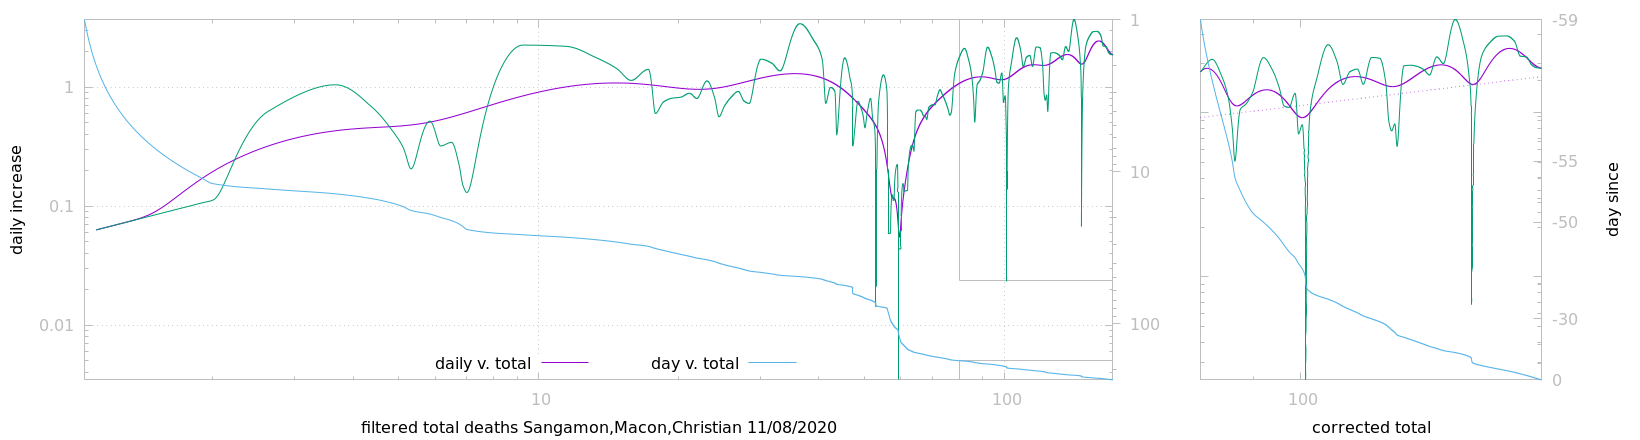 1
-59
1
10
-55
daily increase
0.1
-50
day since
-30
0.01
100
daily v. total
day v. total
0
10
100
100
filtered total deaths Sangamon,Macon,Christian 11/08/2020
corrected total